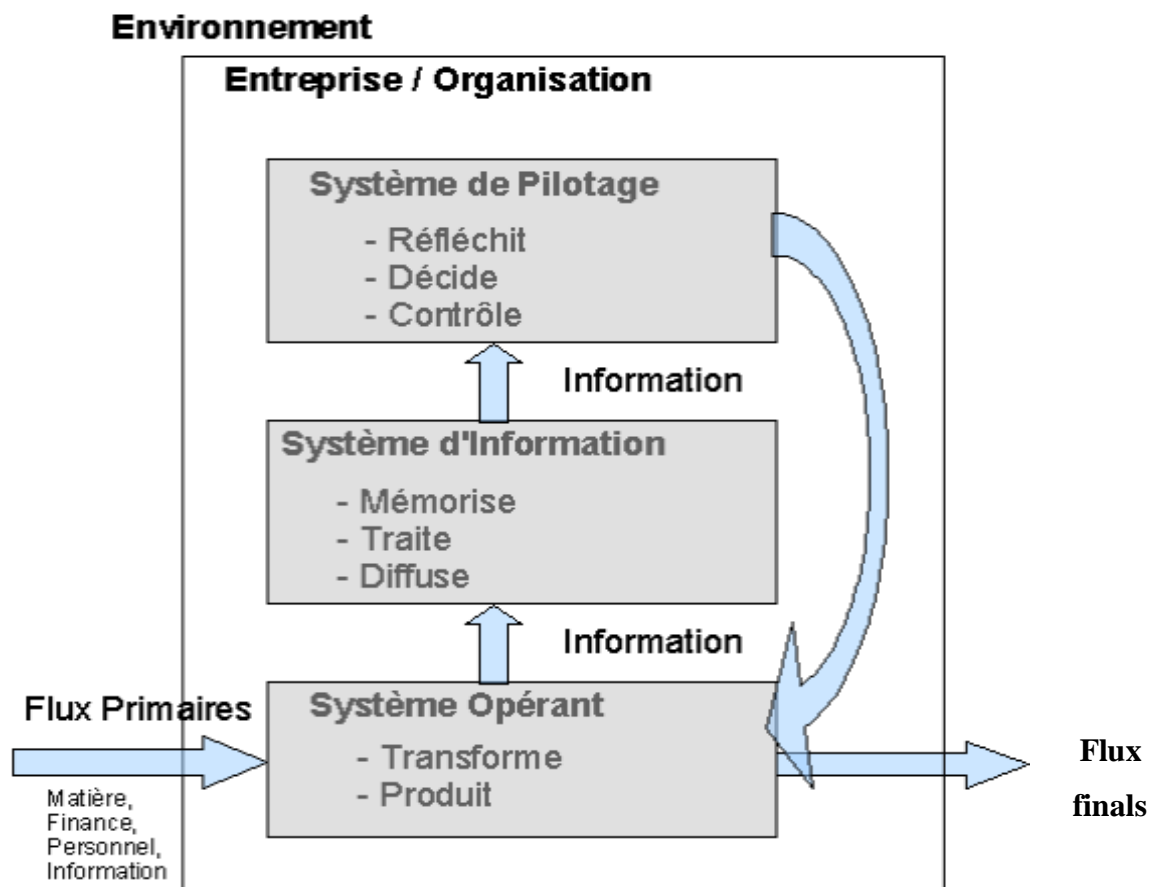 Environnement
Entreprise / Organisation
Système de Pilotage
- Réfléchit
- Décide
- Contrôle
Information
Système d'Information
- Mémorise
- Traite
- Diffuse
Information
Système Opérant
- Transforme
- Produit
Flux Primaires
Matière,
Finance,
Personnel,
Information
Flux
finals